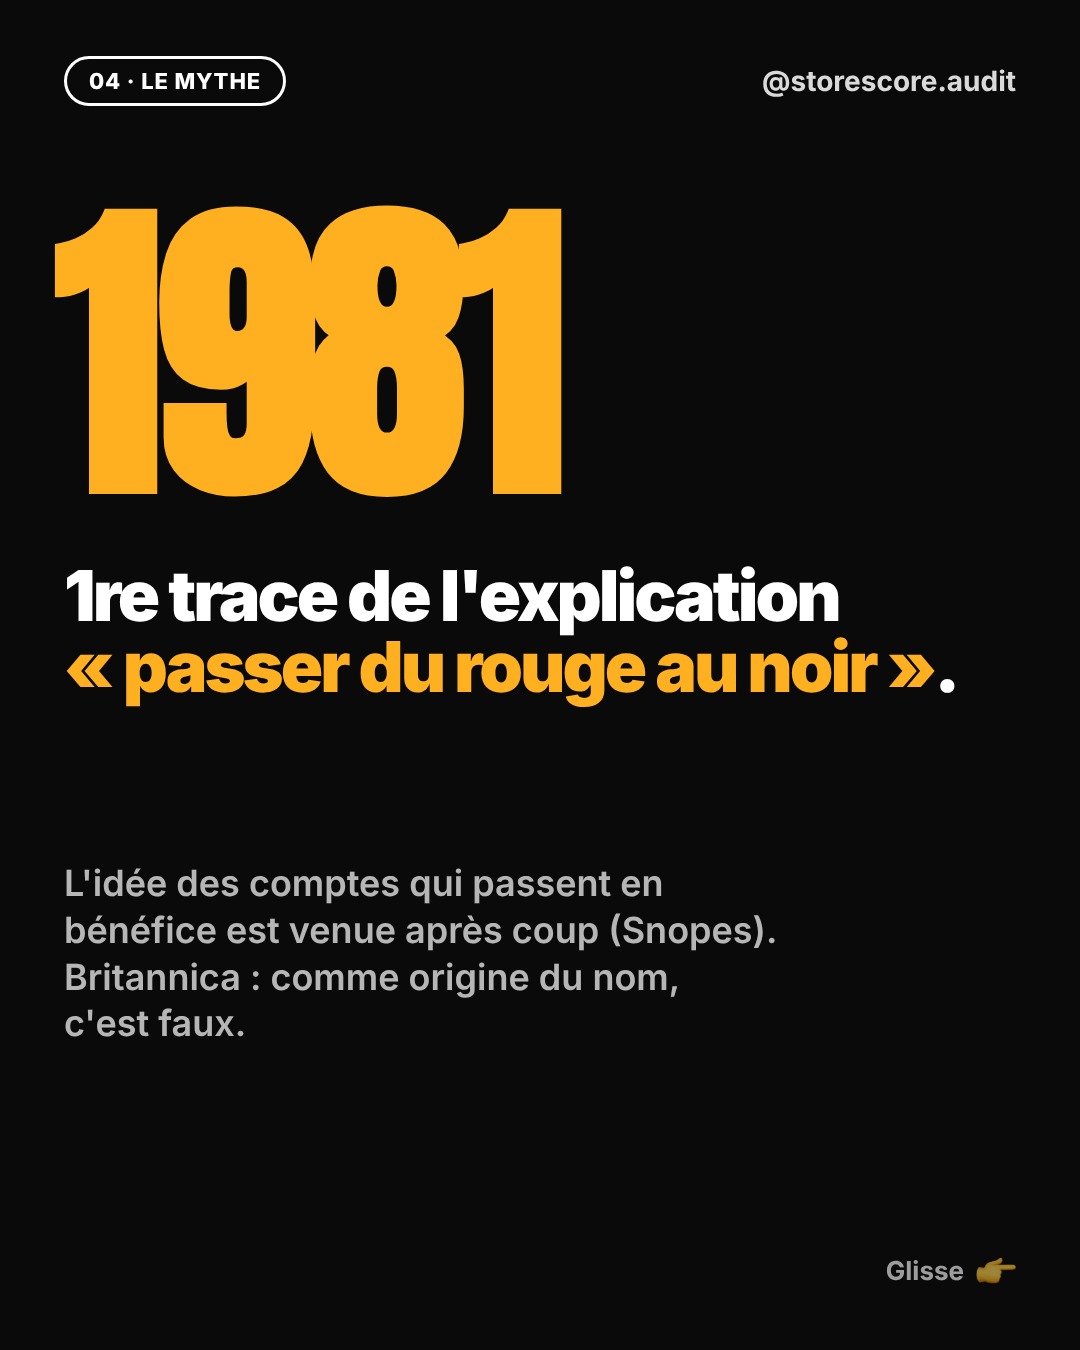 04 · LE MYTHE
@storescore.audit
1981
1re trace de l'explication
« passer du rouge au noir ».
L'idée des comptes qui passent en
bénéfice est venue après coup (Snopes).
Britannica : comme origine du nom,
c'est faux.
Glisse 👉